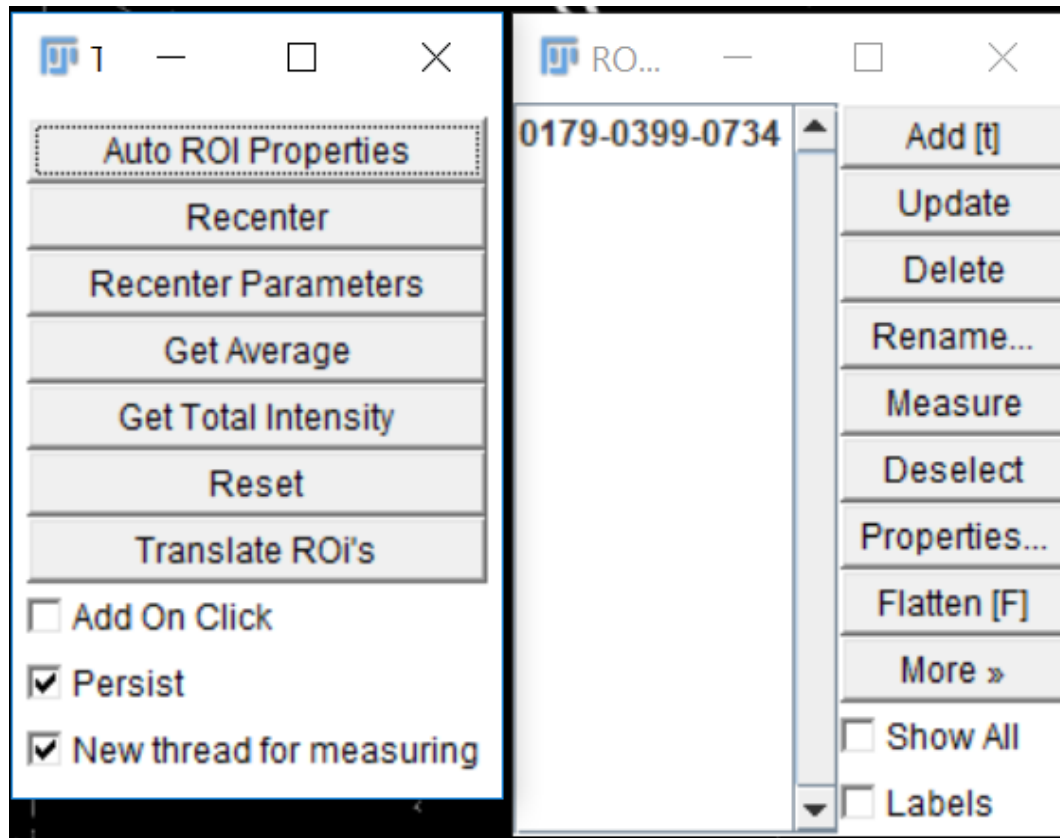 1
Auto ROI Properties
Recenter
Recenter Parameters
Get Average
Get Total Intensity
Reset
Translate ROi's
Add On Click
Persist
New thread for measuring
RO...
0179-0399-0734
Add [t]
Update
Delete
Rename...
Measure
Deselect
Properties...
Flatten [F]
More »
Show All
Labels